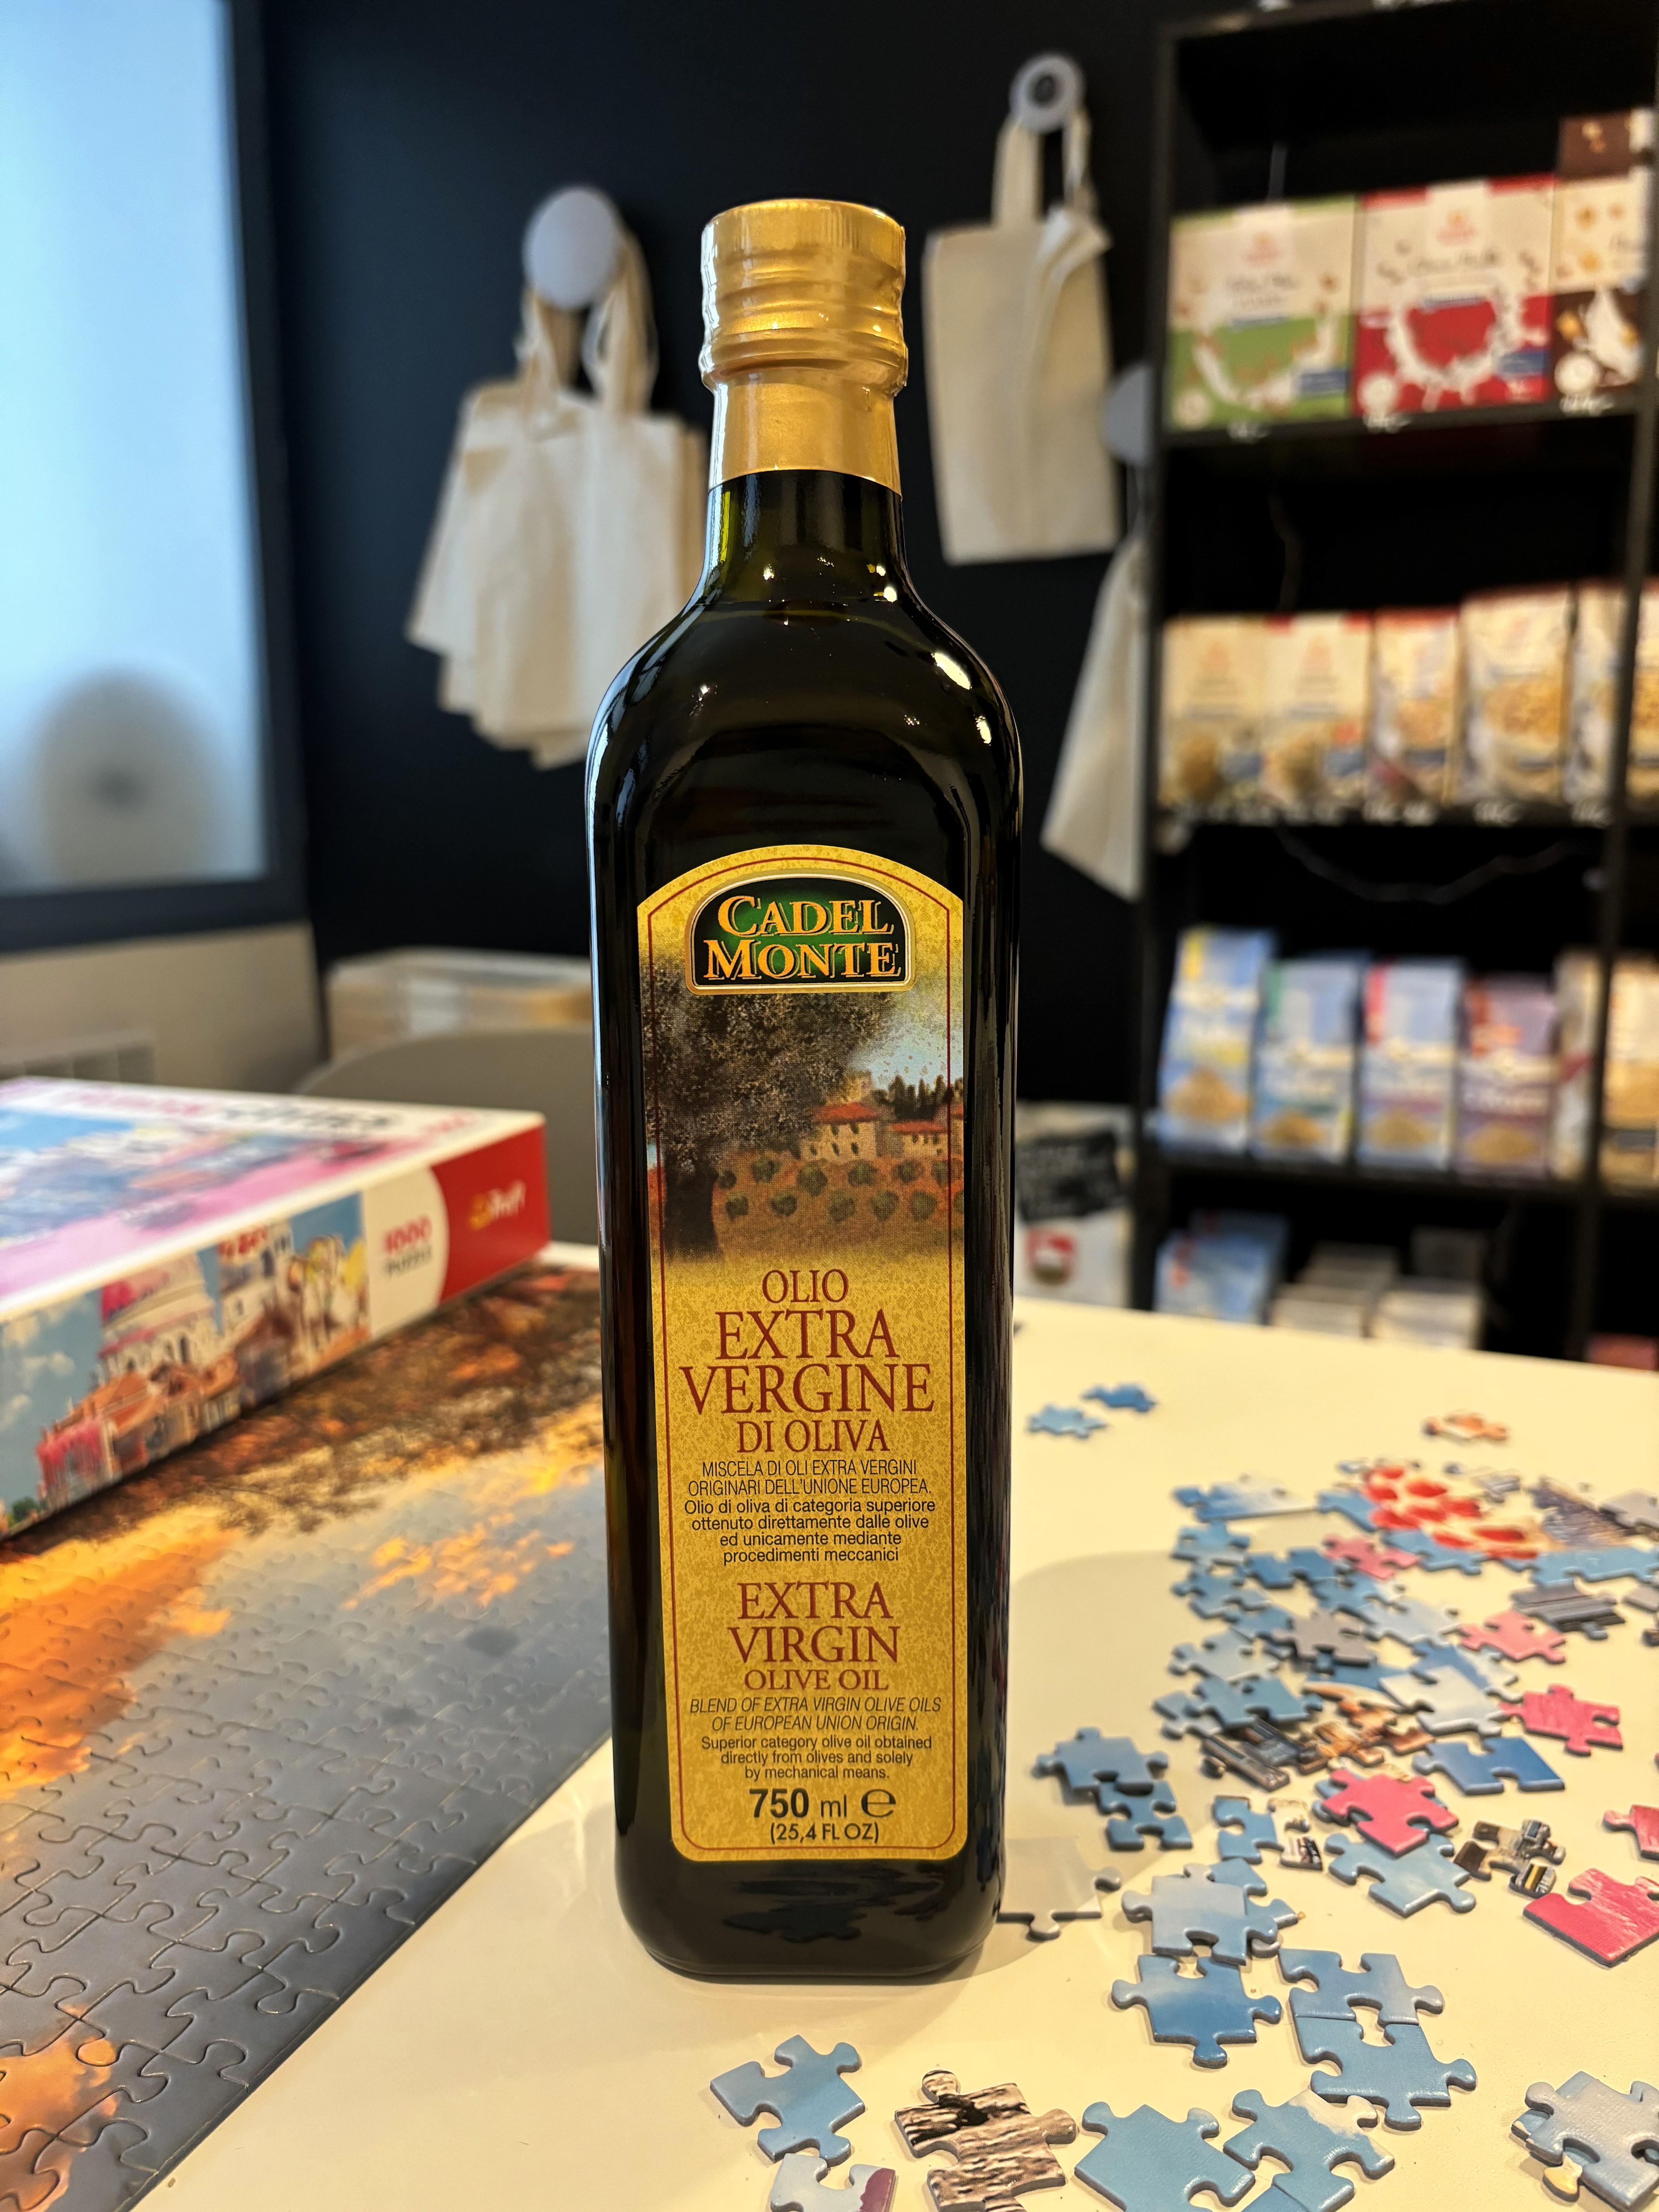 CADEL
MONTE
OLIO
EXTRA
VERGINE
DI OLIVA
MISCELA DI OLI EXTRA VERGINI
ORIGINARI DELL'UNIONE EUROPEA.
Olio di oliva di categoria superiore
ottenuto direttamente dalle olive
ed unicamente mediante
procedimenti meccanici
EXTRA
VIRGIN
OLIVE OIL
BLEND OF EXTRA VIRGIN OLIVE OILS
OF EUROPEAN UNION ORIGIN.
Superior category olive oil obtained
directly from olives and solely
by mechanical means.
750 ml ℮
(25,4 FL OZ)
1000
PUZZLE
Trefl